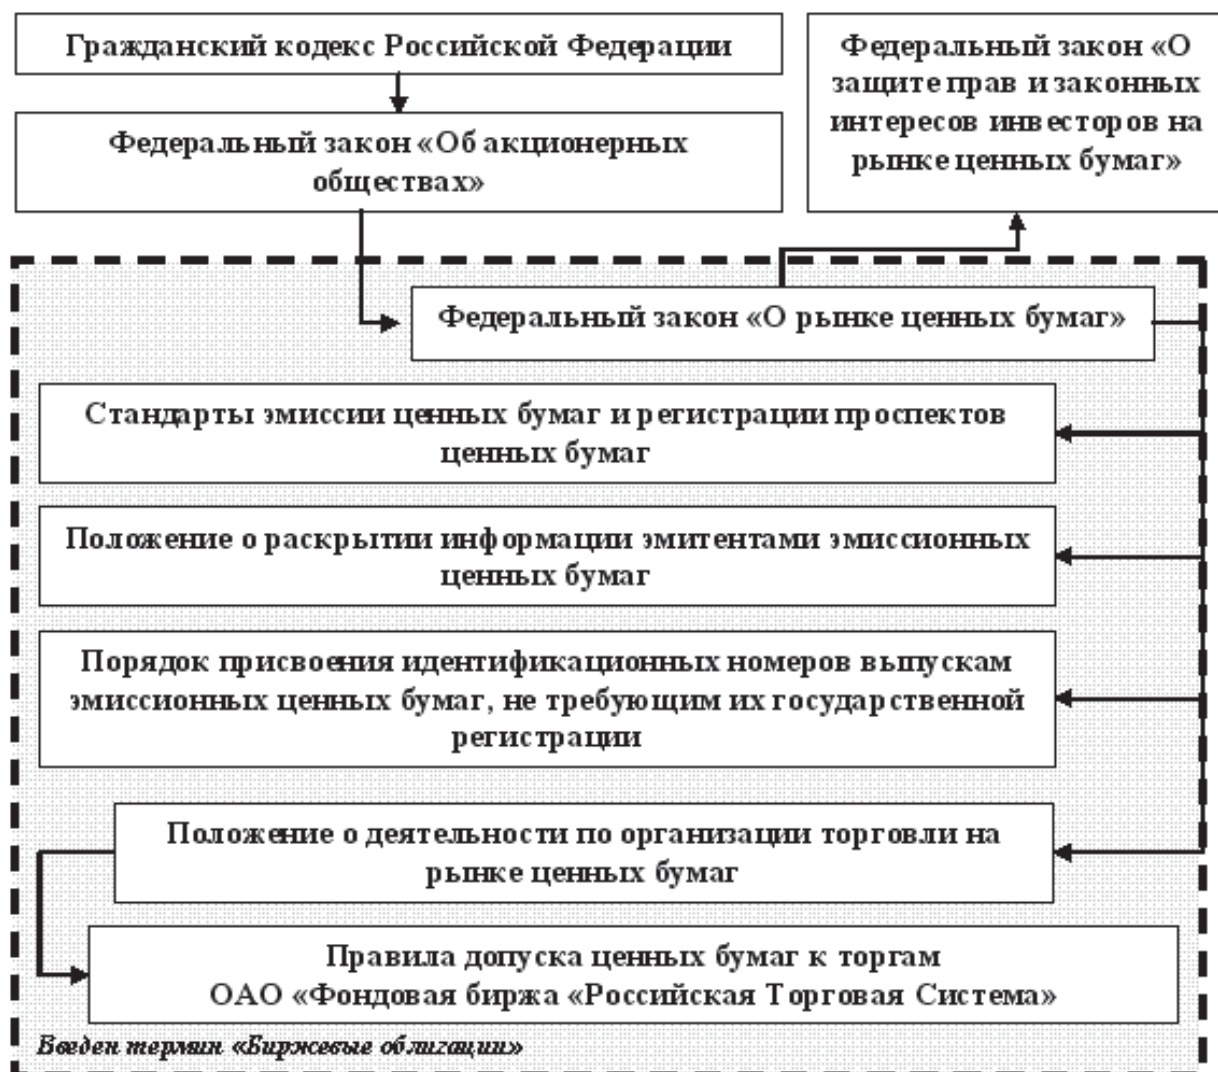 Гражданский кодекс Российской Федерации
Федеральный закон «Об акционерных
обществах»
Федеральный закон «О
защите прав и законных
интересов инвесторов на
рынке ценных бумаг»
Федеральный закон «О рынке ценных бумаг»
Стандарты эмиссии ценных бумаг и регистрации проспектов
ценных бумаг
Положение о раскрытии информации эмитентами эмиссионных
ценных бумаг
Порядок присвоения идентификационных номеров выпускам
эмиссионных ценных бумаг, не требующим их государственной
регистрации
Положение о деятельности по организации торговли на
рынке ценных бумаг
Правила допуска ценных бумаг к торгам
ОАО «Фондовая биржа «Российская Торговая Система»
Введен термин «Биржевые облигации»